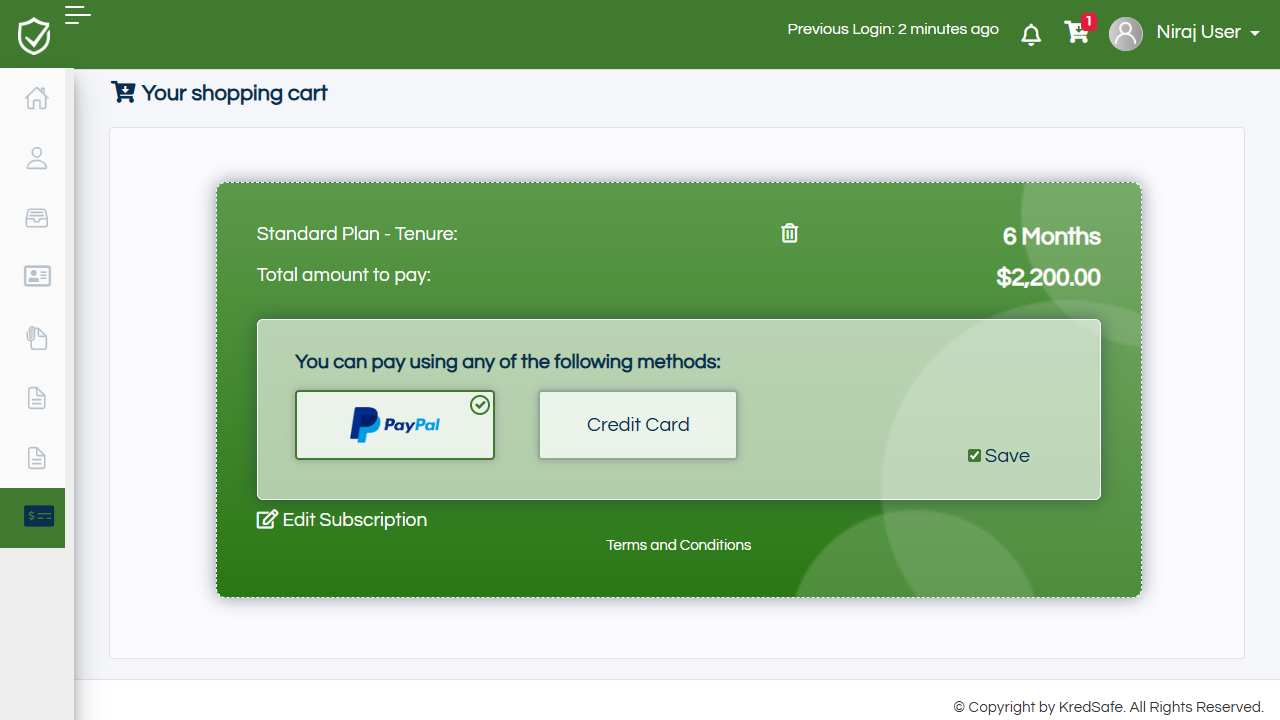 Previous Login: 2 minutes ago
1
Niraj User
Your shopping cart
Standard Plan - Tenure:
6 Months
Total amount to pay:
$2,200.00
You can pay using any of the following methods:
PayPal
Credit Card
Save
Edit Subscription
Terms and Conditions
© Copyright by KredSafe. All Rights Reserved.